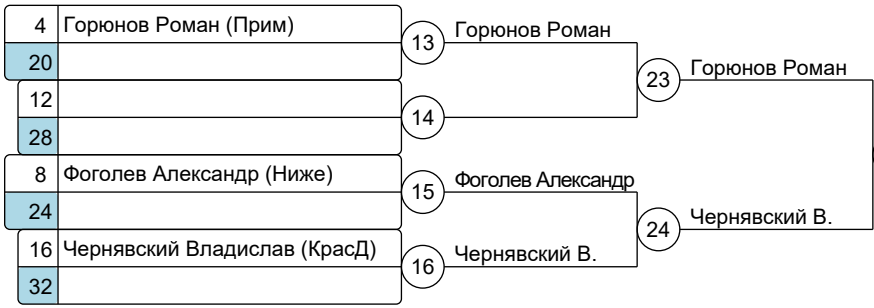 4 Горюнов Роман (Прим)
20
12
28
8 Фоголев Александр (Ниже)
24
16 Чернявский Владислав (КрасД)
32
13 Горюнов Роман
14
15 Фоголев Александр
16 Чернявский В.
23 Горюнов Роман
24 Чернявский В.